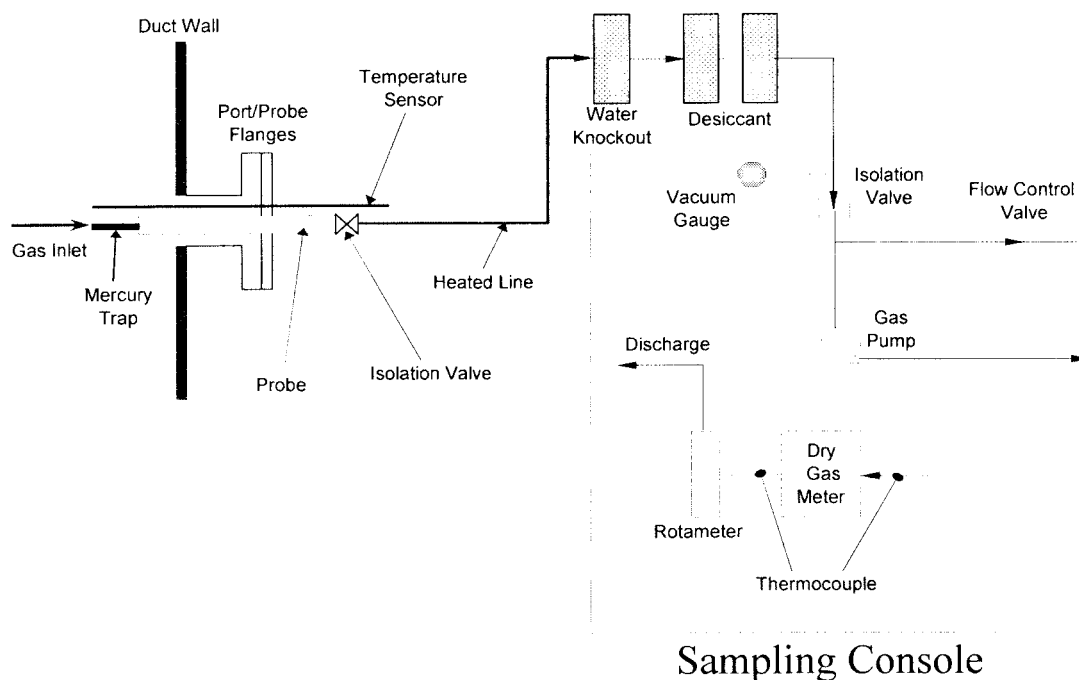 Duct Wall
Temperature
Sensor
Port/Probe
Flanges
Water
Knockout
Desiccant
Isolation
Valve
Flow Control
Valve
Vacuum
Gauge
Gas Inlet
Mercury
Trap
Heated Line
Probe
Isolation Valve
Gas
Pump
Discharge
Dry
Gas
Meter
Rotameter
Thermocouple
Sampling Console